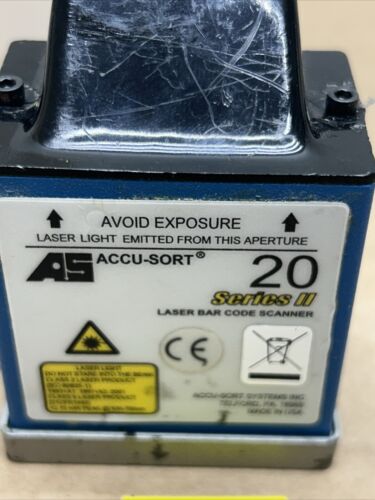 AVOID EXPOSURE
LASER LIGHT EMITTED FROM THIS APERTURE
AS ACCU-SORT® 20
Series II
LASER BAR CODE SCANNER
CE
LASER LIGHT
DO NOT STARE INTO THE BEAM
CLASS 2 LASER PRODUCT
ACCU-SORT SYSTEMS INC
TELFORD, PA. 18969
MADE IN USA